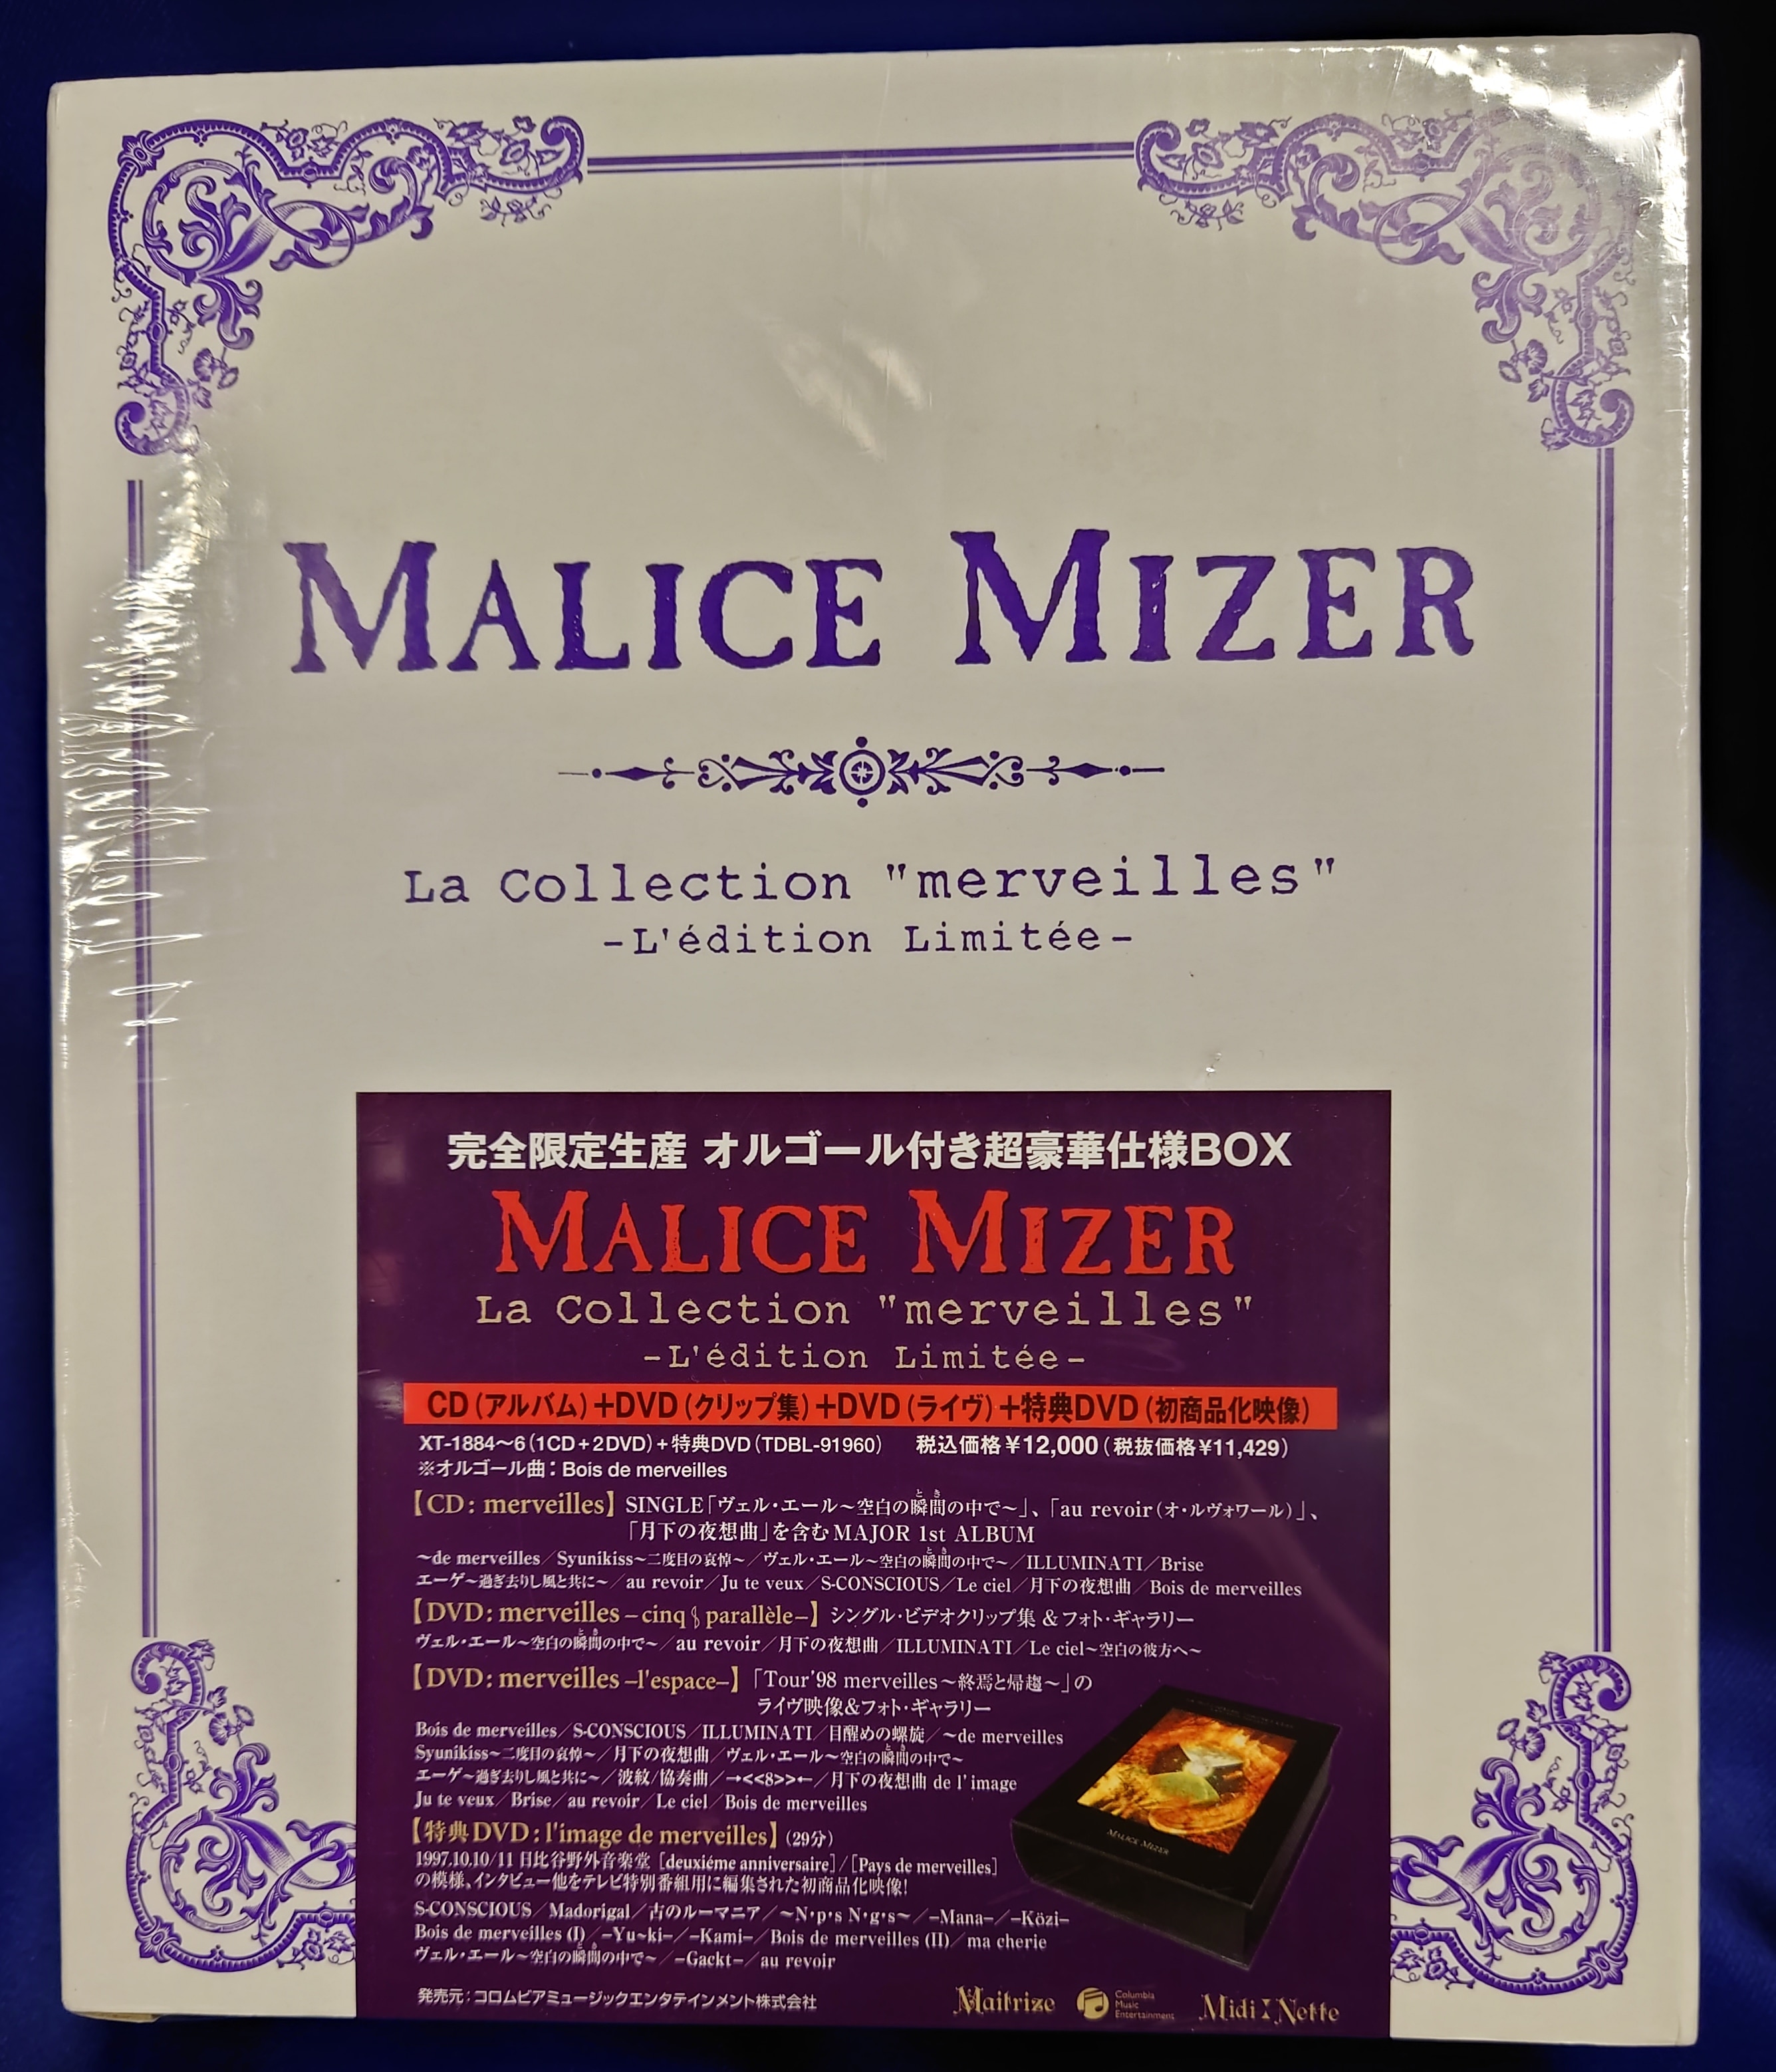 MALICE MIZER
La Collection "merveilles"
-L'édition Limitée-
完全限定生産 オルゴール付き超豪華仕様BOX
MALICE MIZER
La Collection "merveilles"
-L'édition Limitée-
CD(アルバム)+DVD(クリップ集)+DVD(ライヴ)+特典DVD(初商品化映像)
XT-1884〜6(1CD+2DVD)+特典DVD(TDBL-91960) 税込価格¥12,000(税抜価格¥11,429)
※オルゴール曲：Bois de merveilles
【CD: merveilles】SINGLE「ヴェル・エール〜空白の瞬間の中で〜」、「au revoir(オ・ルヴォワール)」、
とき
「月下の夜想曲」を含むMAJOR 1st ALBUM
〜de merveilles／Syunikiss〜二度目の哀悼〜／ヴェル・エール〜空白の瞬間の中で〜／ILLUMINATI／Brise
とき
エーゲ〜過ぎ去りし風と共に〜／au revoir／Ju te veux／S-CONSCIOUS／Le ciel／月下の夜想曲／Bois de merveilles
【DVD: merveilles –cinq parallèle–】シングル・ビデオクリップ集 &フォト・ギャラリー
ヴェル・エール〜空白の瞬間の中で〜／au revoir／月下の夜想曲／ILLUMINATI／Le ciel〜空白の彼方へ〜
とき
【DVD: merveilles –l'espace–】「Tour'98 merveilles〜終焉と帰趨〜」の
ライヴ映像&フォト・ギャラリー
Bois de merveilles／S-CONSCIOUS／ILLUMINATI／目醒めの螺旋／〜de merveilles
Syunikiss〜二度目の哀悼〜／月下の夜想曲／ヴェル・エール〜空白の瞬間の中で〜
とき
エーゲ〜過ぎ去りし風と共に〜／波紋/協奏曲／→<<8>>←／月下の夜想曲 de l'image
Ju te veux／Brise／au revoir／Le ciel／Bois de merveilles
【特典DVD: l'image de merveilles】(29分)
1997.10.10/11 日比谷野外音楽堂［deuxiéme anniversaire］/［Pays de merveilles］
の模様、インタビュー他をテレビ特別番組用に編集された初商品化映像!
S-CONSCIOUS／Madorigal／古のルーマニア／〜N・p・s N・g・s〜／–Mana–／–Közi–
Bois de merveilles (I)／–Yu~ki–／–Kami–／Bois de merveilles (II)／ma cherie
ヴェル・エール〜空白の瞬間の中で〜／–Gackt–／au revoir
とき
MALICE MIZER
発売元：コロムビアミュージックエンタテインメント株式会社
Maitrize
Columbia
Music
Entertainment
Midi Nette